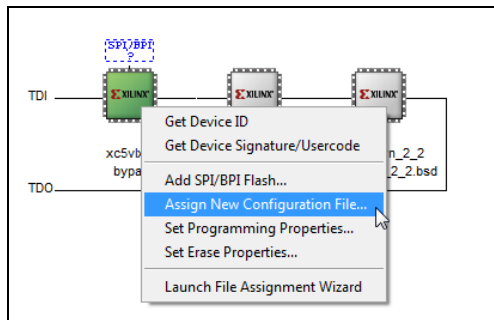 SPI/BPI
?
TDI
XILINX
XILINX
XILINX
Get Device ID
Get Device Signature/Usercode
xc5vb
n_2_2
bypa
_2_2.bsd
Add SPI/BPI Flash...
TDO
Assign New Configuration File...
Set Programming Properties...
Set Erase Properties...
Launch File Assignment Wizard